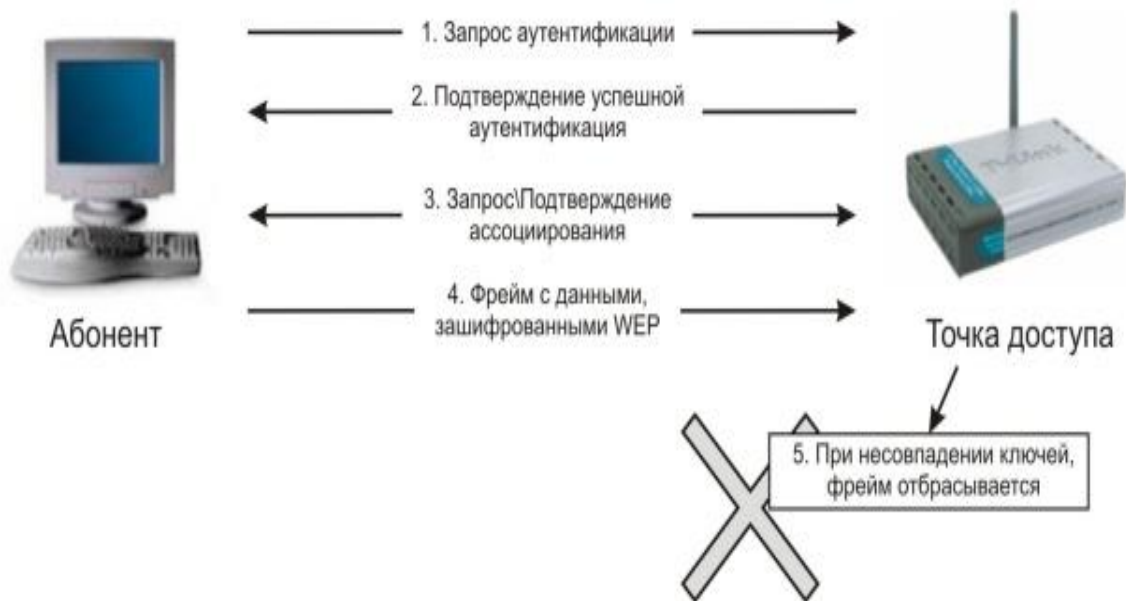 1. Запрос аутентификации
2. Подтверждение успешной
аутентификация
3. Запрос\Подтверждение
ассоциирования
4. Фрейм с данными,
зашифрованными WEP
Абонент
Точка доступа
5. При несовпадении ключей,
фрейм отбрасывается